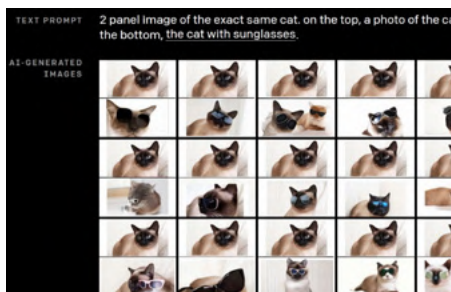 TEXT PROMPT
2 panel image of the exact same cat. on the top, a photo of the
the bottom, the cat with sunglasses.
AI-GENERATED
IMAGES